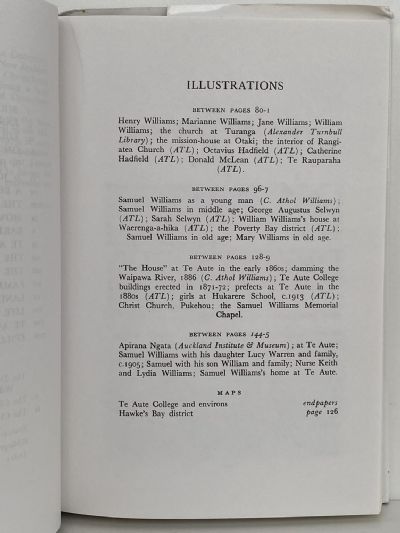 ILLUSTRATIONS
BETWEEN PAGES 80-1
Henry Williams; Marianne Williams; Jane Williams; William
Williams; the church at Turanga (Alexander Turnbull
Library); the mission-house at Otaki; the interior of Rangi-
atea Church (ATL); Octavius Hadfield (ATL); Catherine
Hadfield (ATL); Donald McLean (ATL); Te Rauparaha
(ATL).
BETWEEN PAGES 96-7
Samuel Williams as a young man (C. Athol Williams);
Samuel Williams in middle age; George Augustus Selwyn
(ATL); Sarah Selwyn (ATL): William Williams's house at
Waerenga-a-hika (ATL); the Poverty Bay district (ATL);
Samuel Williams in old age; Mary Williams in old age.
BETWEEN PAGES 128-9
"The House" at Te Aute in the early 1860s; damming the
Waipawa River, 1886 (C. Athol Williams); Te Aute College
buildings erected in 1871-72; prefects at Te Aute in the
1880s (ATL); girls at Hukarere School, c.1913 (ATL);
Christ Church, Pukehou; the Samuel Williams Memorial
Chapel.
BETWEEN PAGES 144-5
Apirana Ngata (Auckland Institute & Museum); at Te Aute;
Samuel Williams with his daughter Lucy Warren and family,
c.1905; Samuel with his son William and family; Nurse Keith
and Lydia Williams; Samuel Williams's home at Te Aute.
MAPS
Te Aute College and environs endpapers
Hawke's Bay district page 126